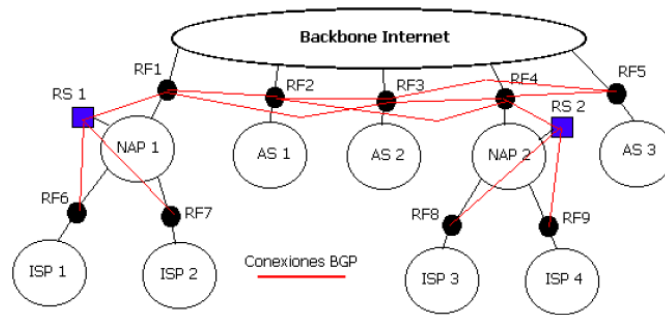 Backbone Internet
RF1
RF2
RF3
RF4
RF5
RS 1
RS 2
NAP 1
AS 1
AS 2
NAP 2
AS 3
RF6
RF7
RF8
RF9
ISP 1
ISP 2
Conexiones BGP
ISP 3
ISP 4